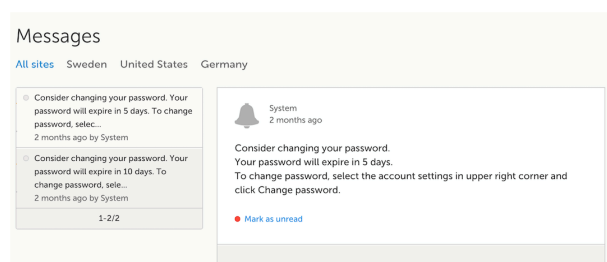 Messages
All sites Sweden United States Germany
Consider changing your password. Your
password will expire in 5 days. To change
password, selec...
2 months ago by System
Consider changing your password. Your
password will expire in 10 days. To
change password, sele...
2 months ago by System
1-2/2
System
2 months ago
Consider changing your password.
Your password will expire in 5 days.
To change password, select the account settings in upper right corner and
click Change password.
Mark as unread